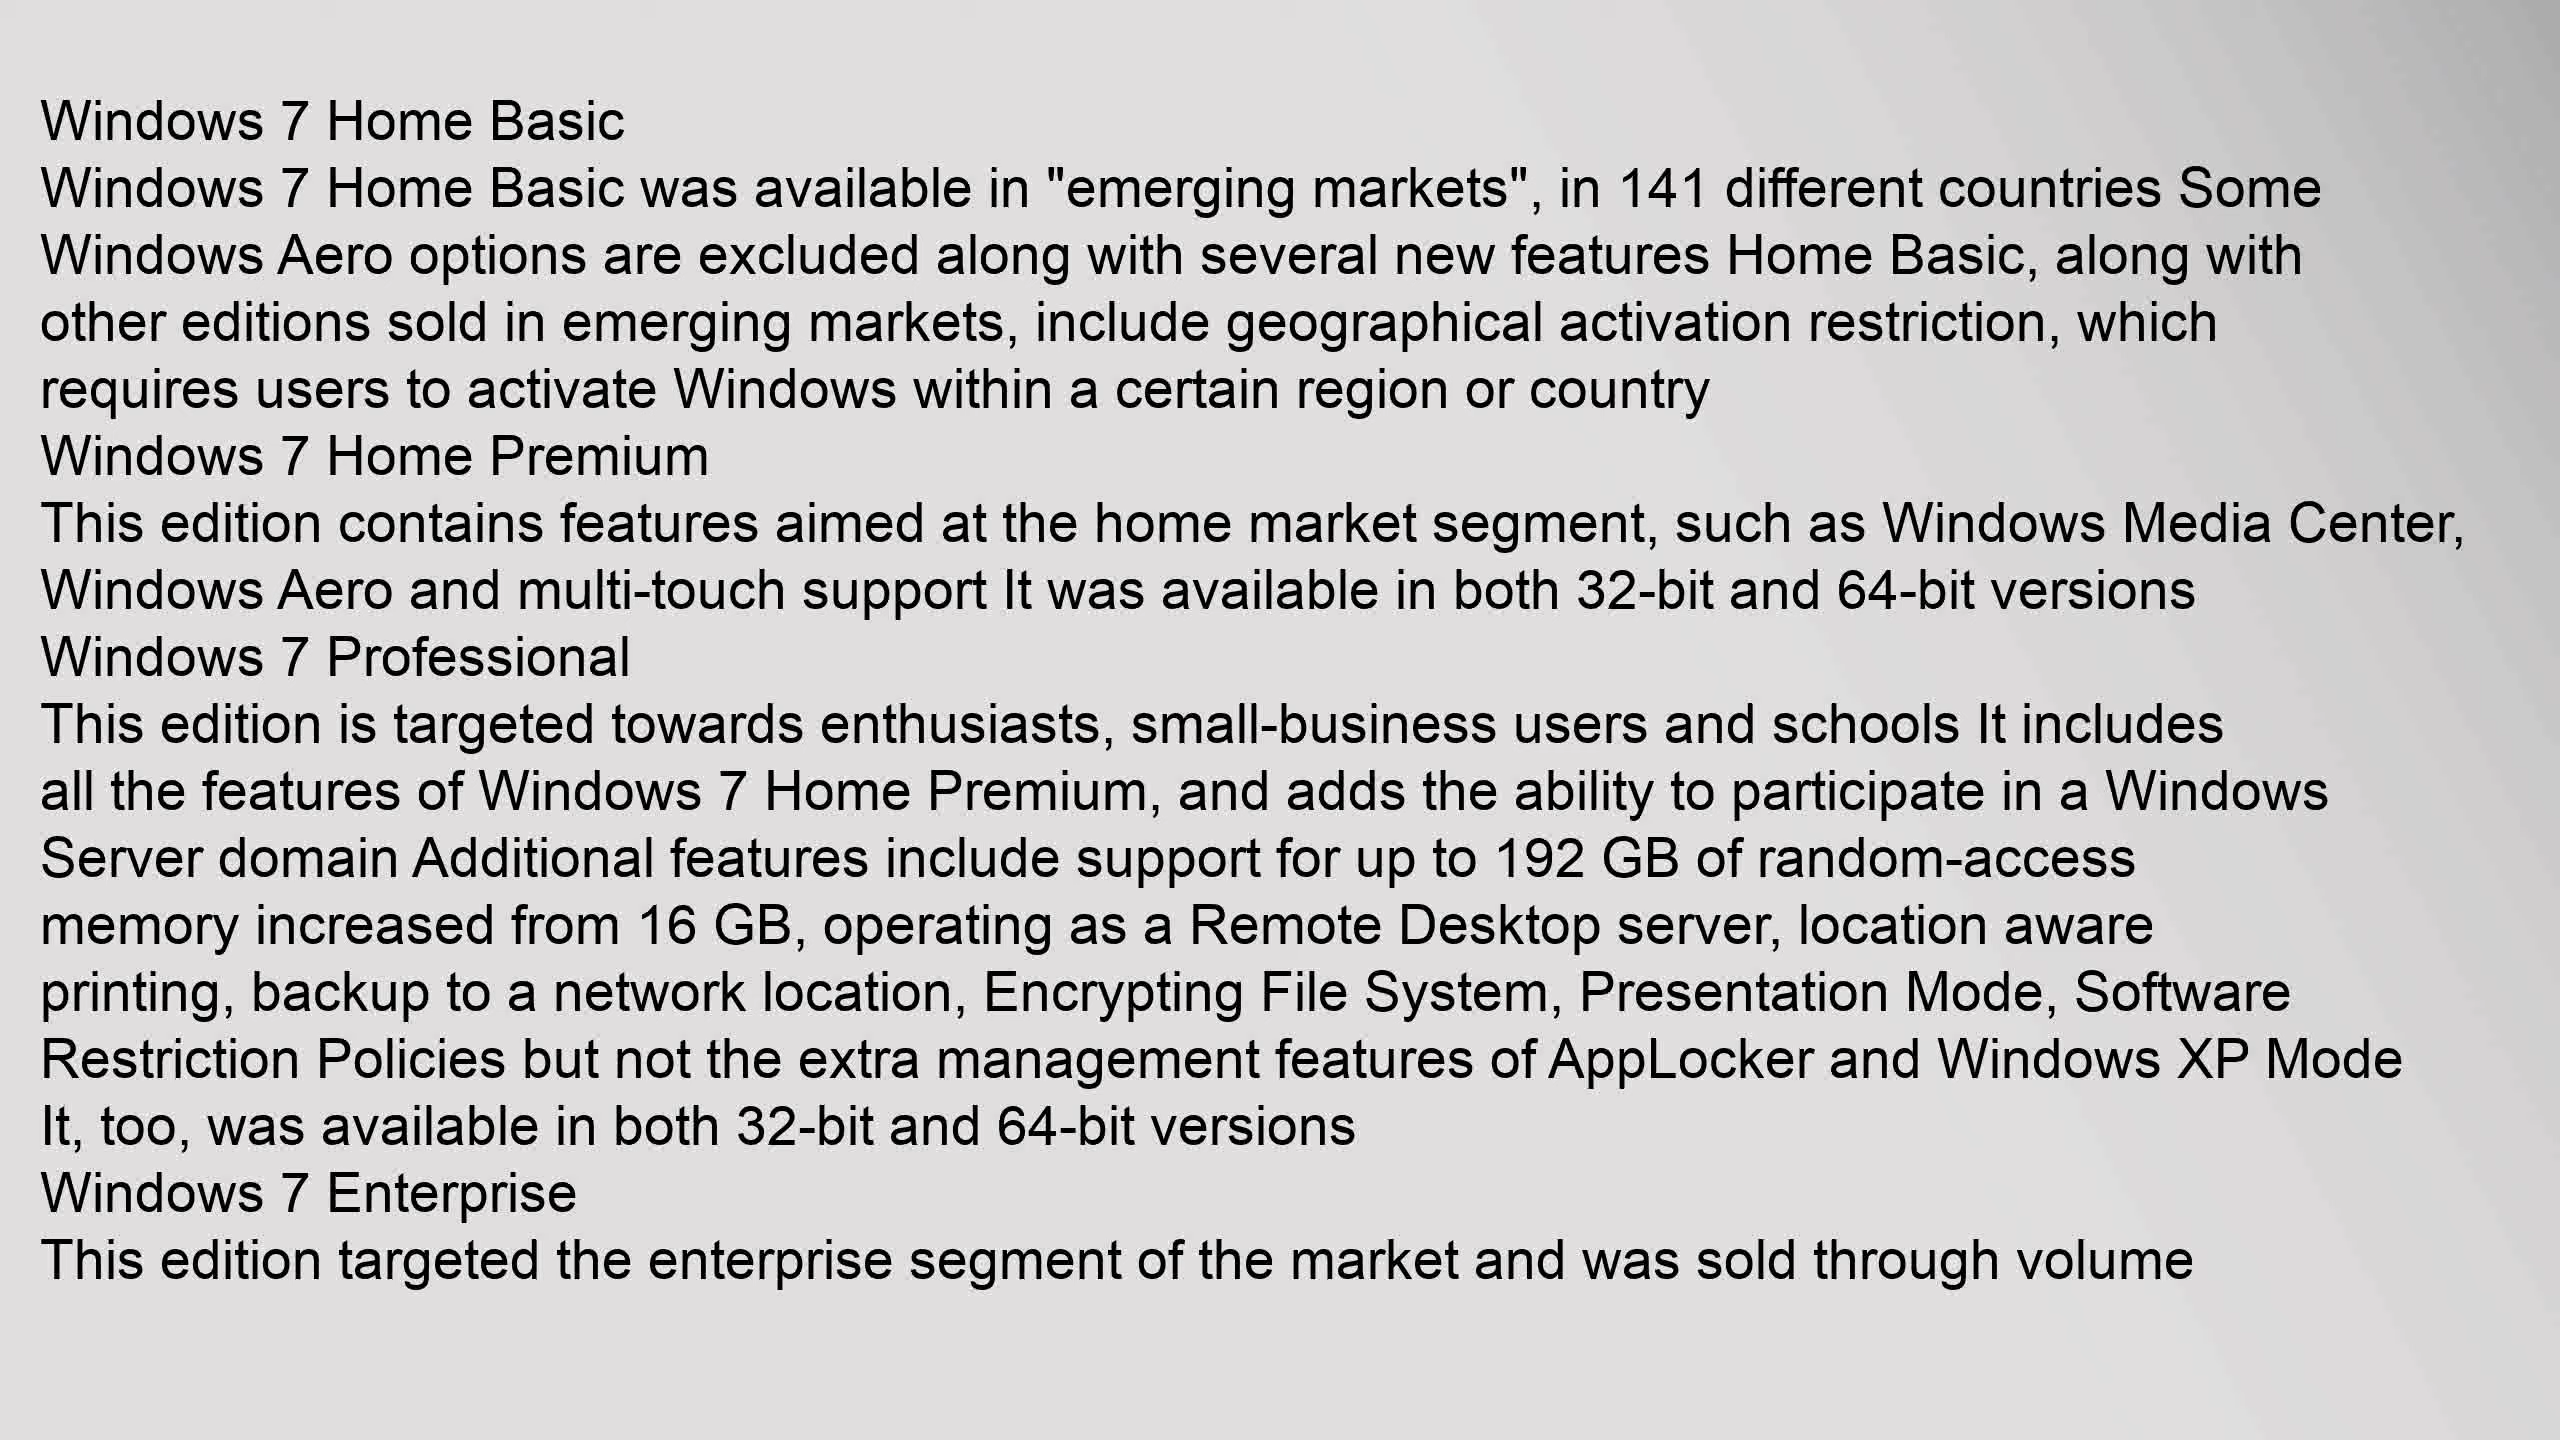 Windows 7 Home Basic
Windows 7 Home Basic was available in "emerging markets", in 141 different countries Some
Windows Aero options are excluded along with several new features Home Basic, along with
other editions sold in emerging markets, include geographical activation restriction, which
requires users to activate Windows within a certain region or country
Windows 7 Home Premium
This edition contains features aimed at the home market segment, such as Windows Media Center,
Windows Aero and multi-touch support It was available in both 32-bit and 64-bit versions
Windows 7 Professional
This edition is targeted towards enthusiasts, small-business users and schools It includes
all the features of Windows 7 Home Premium, and adds the ability to participate in a Windows
Server domain Additional features include support for up to 192 GB of random-access
memory increased from 16 GB, operating as a Remote Desktop server, location aware
printing, backup to a network location, Encrypting File System, Presentation Mode, Software
Restriction Policies but not the extra management features of AppLocker and Windows XP Mode
It, too, was available in both 32-bit and 64-bit versions
Windows 7 Enterprise
This edition targeted the enterprise segment of the market and was sold through volume